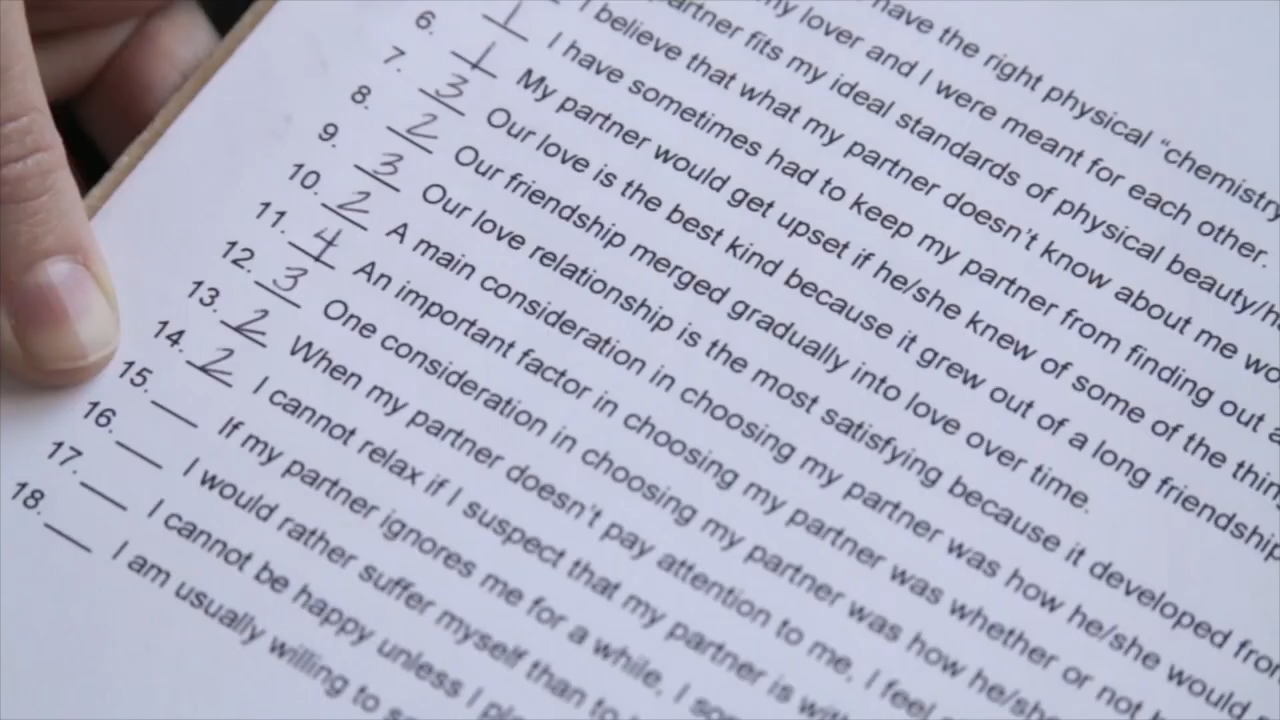 have the right physical "chemistry
my lover and I were meant for each other.
partner fits my ideal standards of physical beauty/h
I believe that what my partner doesn't know about me wo
1 I have sometimes had to keep my partner from finding out a
6. 1 My partner would get upset if he/she knew of some of the thin
7. 3 Our love is the best kind because it grew out of a long friendship
8. 2 Our friendship merged gradually into love over time.
9. 3 Our love relationship is the most satisfying because it developed from
10. 2 A main consideration in choosing my partner was how he/she would
11. 4 An important factor in choosing my partner was whether or not
12. 3 One consideration in choosing my partner was how he/she
13. 2 When my partner doesn't pay attention to me, I feel
14. 2 I cannot relax if I suspect that my partner is with
15. If my partner ignores me for a while, I
16. I would rather suffer myself than to
17. I cannot be happy unless I
18. I am usually willing to